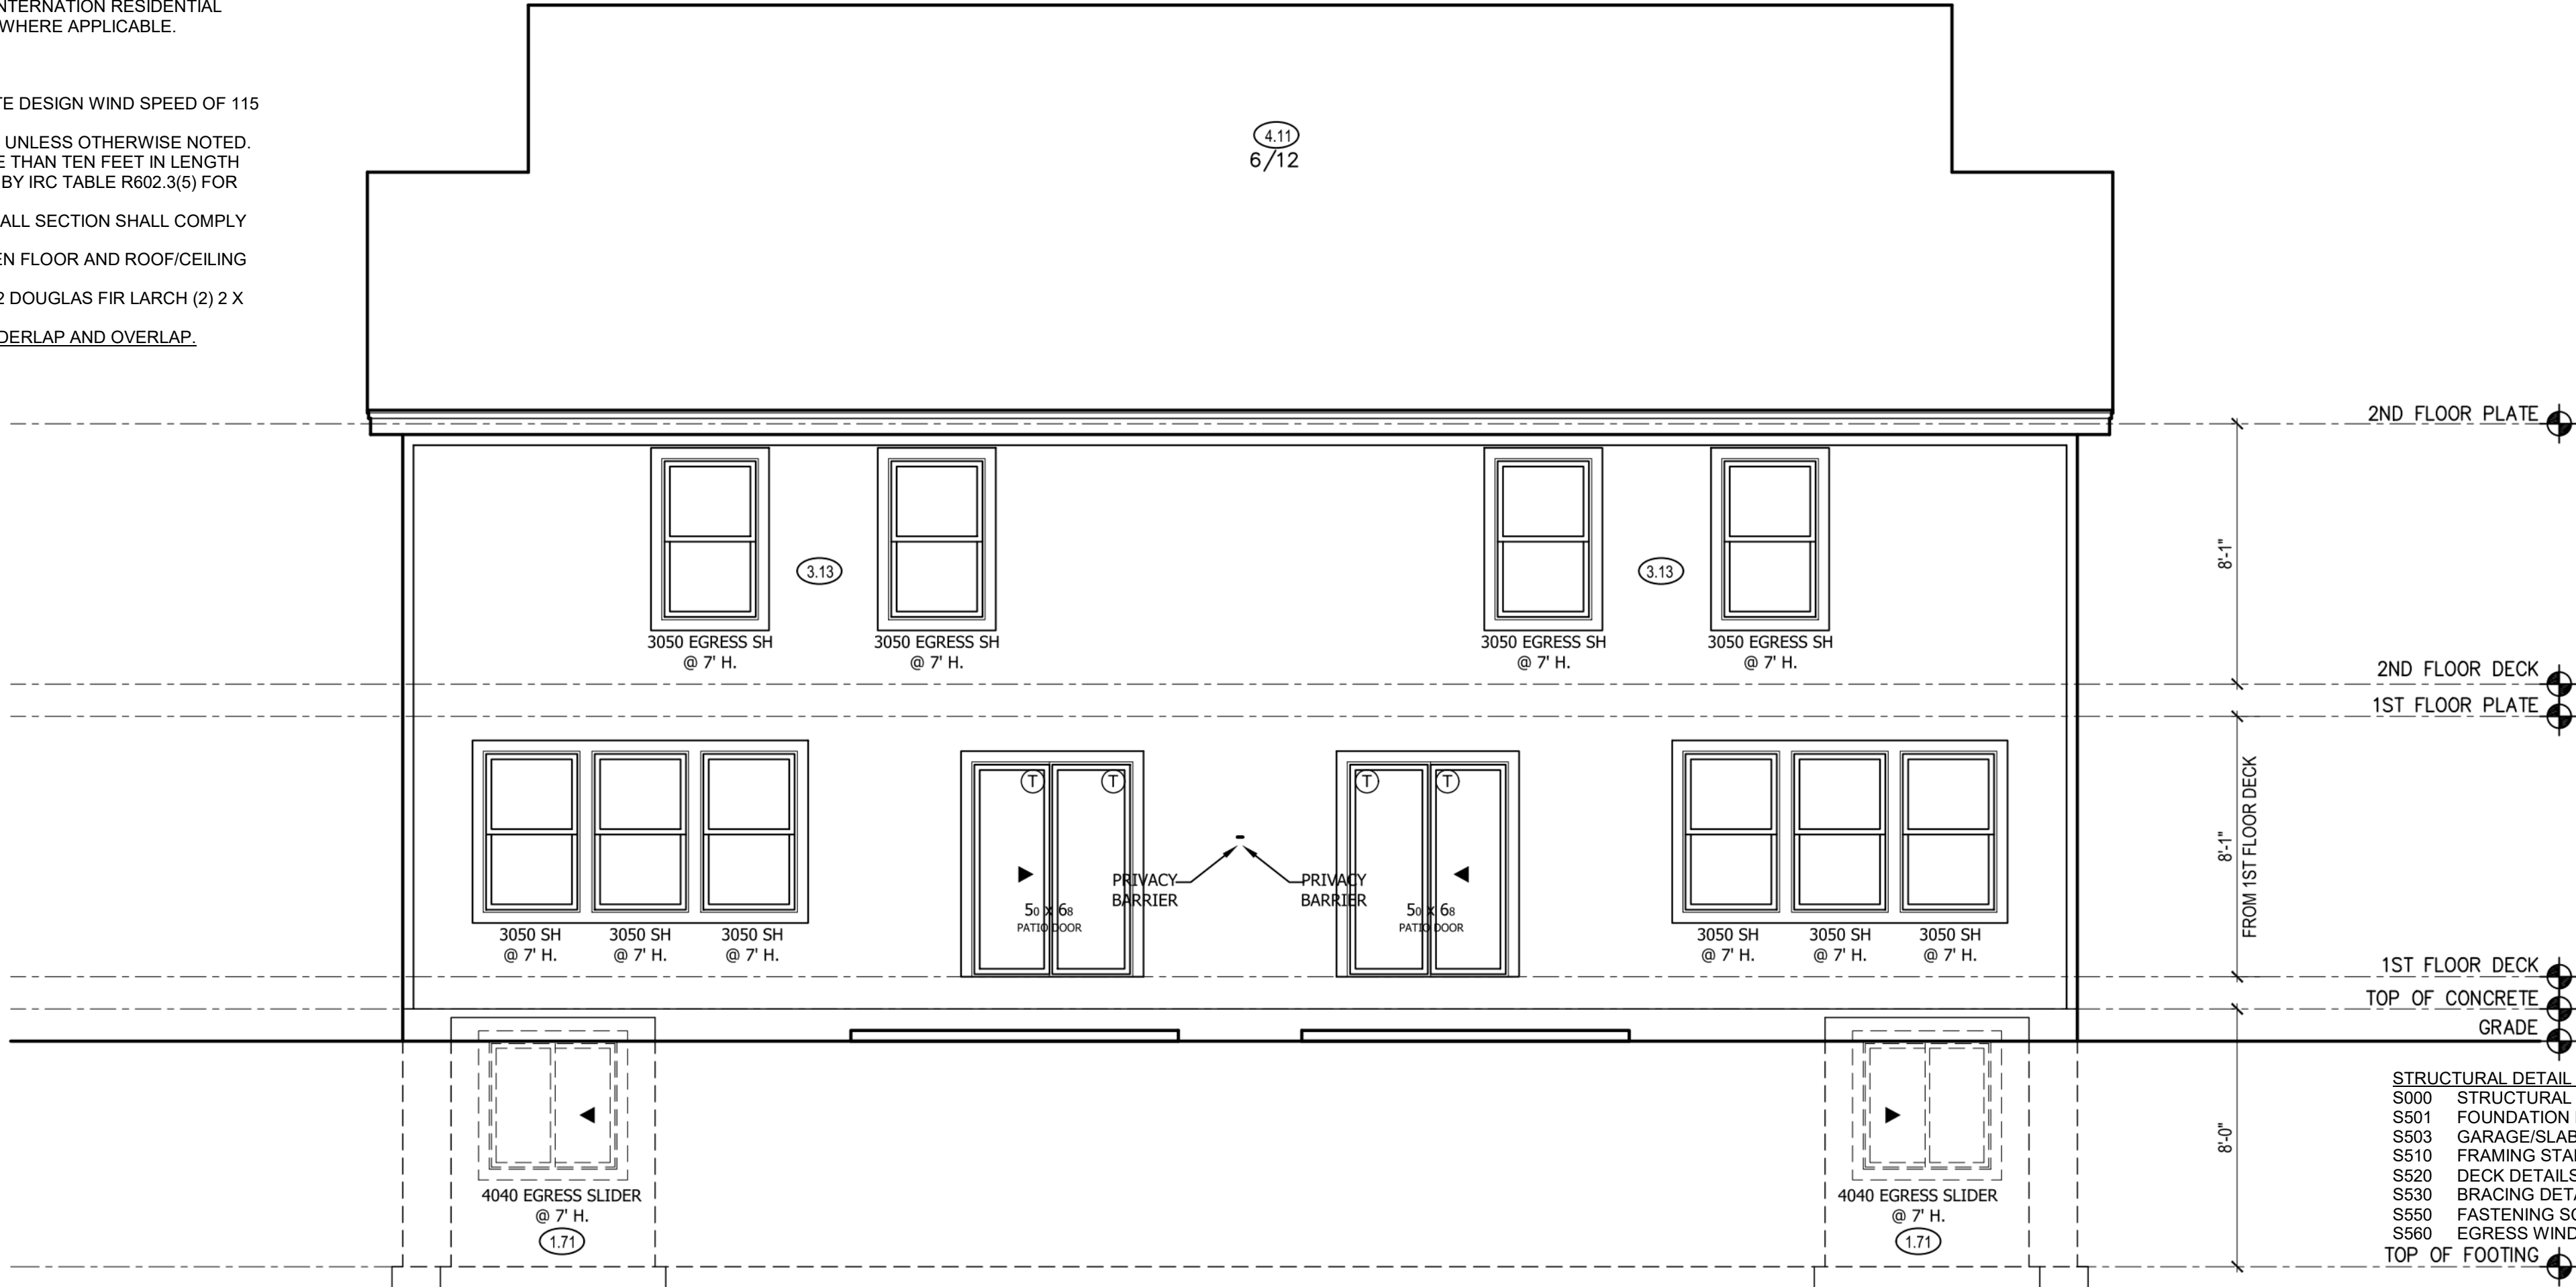 NTERNATION RESIDENTIAL
WHERE APPLICABLE.
TE DESIGN WIND SPEED OF 115
UNLESS OTHERWISE NOTED.
E THAN TEN FEET IN LENGTH
BY IRC TABLE R602.3(5) FOR
ALL SECTION SHALL COMPLY
EN FLOOR AND ROOF/CEILING
2 DOUGLAS FIR LARCH (2) 2 X
DERLAP AND OVERLAP.
4.11
6/12
2ND FLOOR PLATE
3.13
3.13
8'-1"
3050 EGRESS SH
@ 7' H.
3050 EGRESS SH
@ 7' H.
3050 EGRESS SH
@ 7' H.
3050 EGRESS SH
@ 7' H.
2ND FLOOR DECK
1ST FLOOR PLATE
T
T
T
T
8'-1"
FROM 1ST FLOOR DECK
PRIVACY
BARRIER
PRIVACY
BARRIER
50 x 68
PATIO DOOR
50 x 68
PATIO DOOR
3050 SH
@ 7' H.
3050 SH
@ 7' H.
3050 SH
@ 7' H.
3050 SH
@ 7' H.
3050 SH
@ 7' H.
3050 SH
@ 7' H.
1ST FLOOR DECK
TOP OF CONCRETE
GRADE
8'-0"
4040 EGRESS SLIDER
@ 7' H.
1.71
4040 EGRESS SLIDER
@ 7' H.
1.71
STRUCTURAL DETAIL
S000 STRUCTURAL
S501 FOUNDATION
S503 GARAGE/SLAB
S510 FRAMING STA
S520 DECK DETAILS
S530 BRACING DETA
S550 FASTENING SC
S560 EGRESS WIND
TOP OF FOOTING